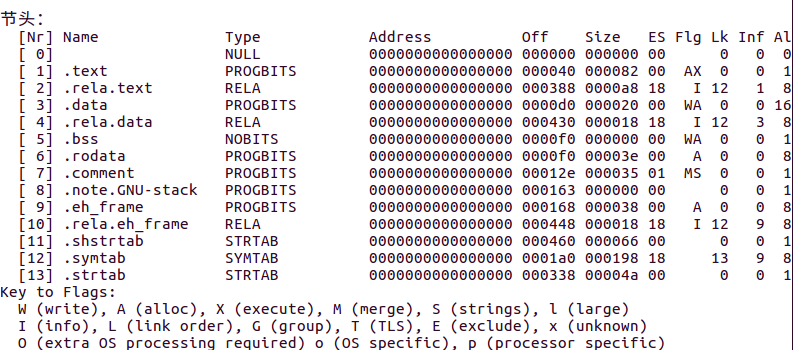 节头：
[Nr] Name Type Address Off Size ES Flg Lk Inf Al
[ 0] NULL 0000000000000000 000000 000000 00 0 0 0
[ 1] .text PROGBITS 0000000000000000 000040 000082 00 AX 0 0 1
[ 2] .rela.text RELA 0000000000000000 000388 0000a8 18 I 12 1 8
[ 3] .data PROGBITS 0000000000000000 0000d0 000020 00 WA 0 0 16
[ 4] .rela.data RELA 0000000000000000 000430 000018 18 I 12 3 8
[ 5] .bss NOBITS 0000000000000000 0000f0 000000 00 WA 0 0 1
[ 6] .rodata PROGBITS 0000000000000000 0000f0 00003e 00 A 0 0 8
[ 7] .comment PROGBITS 0000000000000000 00012e 000035 01 MS 0 0 1
[ 8] .note.GNU-stack PROGBITS 0000000000000000 000163 000000 00 0 0 1
[ 9] .eh_frame PROGBITS 0000000000000000 000168 000038 00 A 0 0 8
[10] .rela.eh_frame RELA 0000000000000000 000448 000018 18 I 12 9 8
[11] .shstrtab STRTAB 0000000000000000 000460 000066 00 0 0 1
[12] .symtab SYMTAB 0000000000000000 0001a0 000198 18 13 9 8
[13] .strtab STRTAB 0000000000000000 000338 00004a 00 0 0 1
Key to Flags:
W (write), A (alloc), X (execute), M (merge), S (strings), l (large)
I (info), L (link order), G (group), T (TLS), E (exclude), x (unknown)
O (extra OS processing required) o (OS specific), p (processor specific)